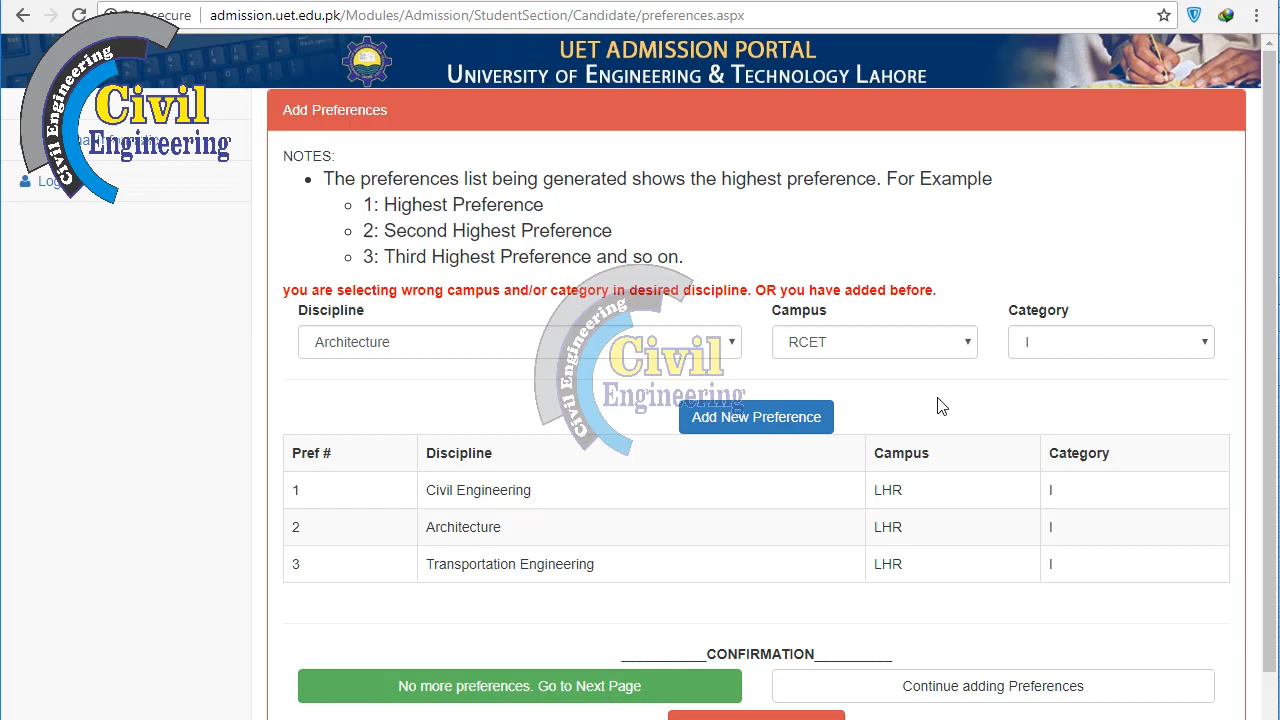 Not secure admission.uet.edu.pk/Modules/Admission/StudentSection/Candidate/preferences.aspx
UET ADMISSION PORTAL
UNIVERSITY OF ENGINEERING & TECHNOLOGY LAHORE
Civil Engineering
Civil
Engineering
Add Preferences
NOTES:
The preferences list being generated shows the highest preference. For Example
1: Highest Preference
2: Second Highest Preference
3: Third Highest Preference and so on.
you are selecting wrong campus and/or category in desired discipline. OR you have added before.
Discipline Campus Category
Architecture RCET I
Civil Engineering
Civil
Engineering
Add New Preference
Pref # Discipline Campus Category
1 Civil Engineering LHR I
2 Architecture LHR I
3 Transportation Engineering LHR I
CONFIRMATION
No more preferences. Go to Next Page Continue adding Preferences